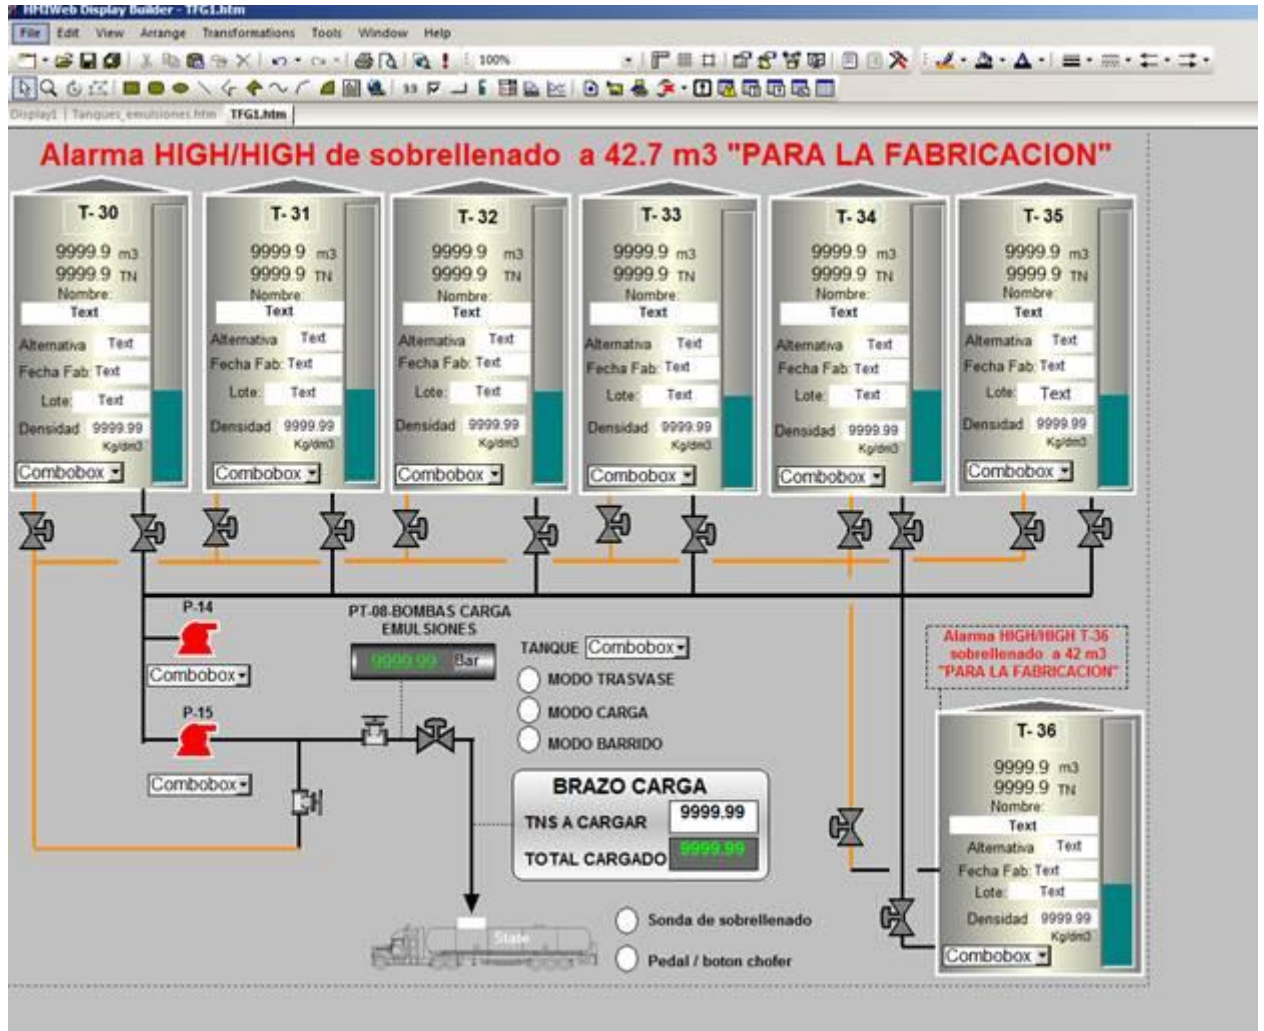 HMIWeb Display Builder - TFG1.htm
File Edit View Arrange Transformations Tools Window Help
100%
Display1 Tanques_emulsiones.htm TFG1.htm
Alarma HIGH/HIGH de sobrellenado a 42.7 m3 "PARA LA FABRICACION"
T-30
9999.9 m3
9999.9 TN
Nombre:
Text
Alternativa Text
Fecha Fab: Text
Lote: Text
Densidad 9999.99
Kg/dm3
Combobox
T-31
9999.9 m3
9999.9 TN
Nombre:
Text
Alternativa Text
Fecha Fab: Text
Lote: Text
Densidad 9999.99
Kg/dm3
Combobox
T-32
9999.9 m3
9999.9 TN
Nombre:
Text
Alternativa Text
Fecha Fab: Text
Lote: Text
Densidad 9999.99
Kg/dm3
Combobox
T-33
9999.9 m3
9999.9 TN
Nombre:
Text
Alternativa Text
Fecha Fab: Text
Lote: Text
Densidad 9999.99
Kg/dm3
Combobox
T-34
9999.9 m3
9999.9 TN
Nombre:
Text
Alternativa Text
Fecha Fab: Text
Lote: Text
Densidad 9999.99
Kg/dm3
Combobox
T-35
9999.9 m3
9999.9 TN
Nombre:
Text
Alternativa Text
Fecha Fab: Text
Lote: Text
Densidad 9999.99
Kg/dm3
Combobox
P-14
Combobox
P-15
Combobox
PT-08-BOMBAS CARGA
EMULSIONES
9999.99 Bar
TANQUE Combobox
MODO TRASVASE
MODO CARGA
MODO BARRIDO
BRAZO CARGA
TNS A CARGAR 9999.99
TOTAL CARGADO 9999.99
State
Sonda de sobrellenado
Pedal / boton chofer
Alarma HIGH/HIGH T-36
sobrellenado a 42 m3
"PARA LA FABRICACION"
T-36
9999.9 m3
9999.9 TN
Nombre:
Text
Alternativa Text
Fecha Fab: Text
Lote: Text
Densidad 9999.99
Kg/dm3
Combobox